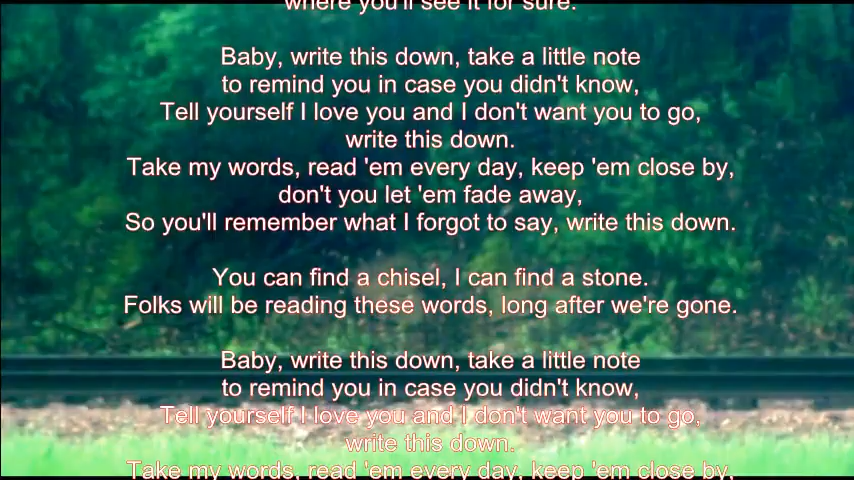 where you'll see it for sure.
Baby, write this down, take a little note
to remind you in case you didn't know,
Tell yourself I love you and I don't want you to go,
write this down.
Take my words, read 'em every day, keep 'em close by,
don't you let 'em fade away,
So you'll remember what I forgot to say, write this down.
You can find a chisel, I can find a stone.
Folks will be reading these words, long after we're gone.
Baby, write this down, take a little note
to remind you in case you didn't know,
Tell yourself I love you and I don't want you to go,
write this down.
Take my words, read 'em every day, keep 'em close by,